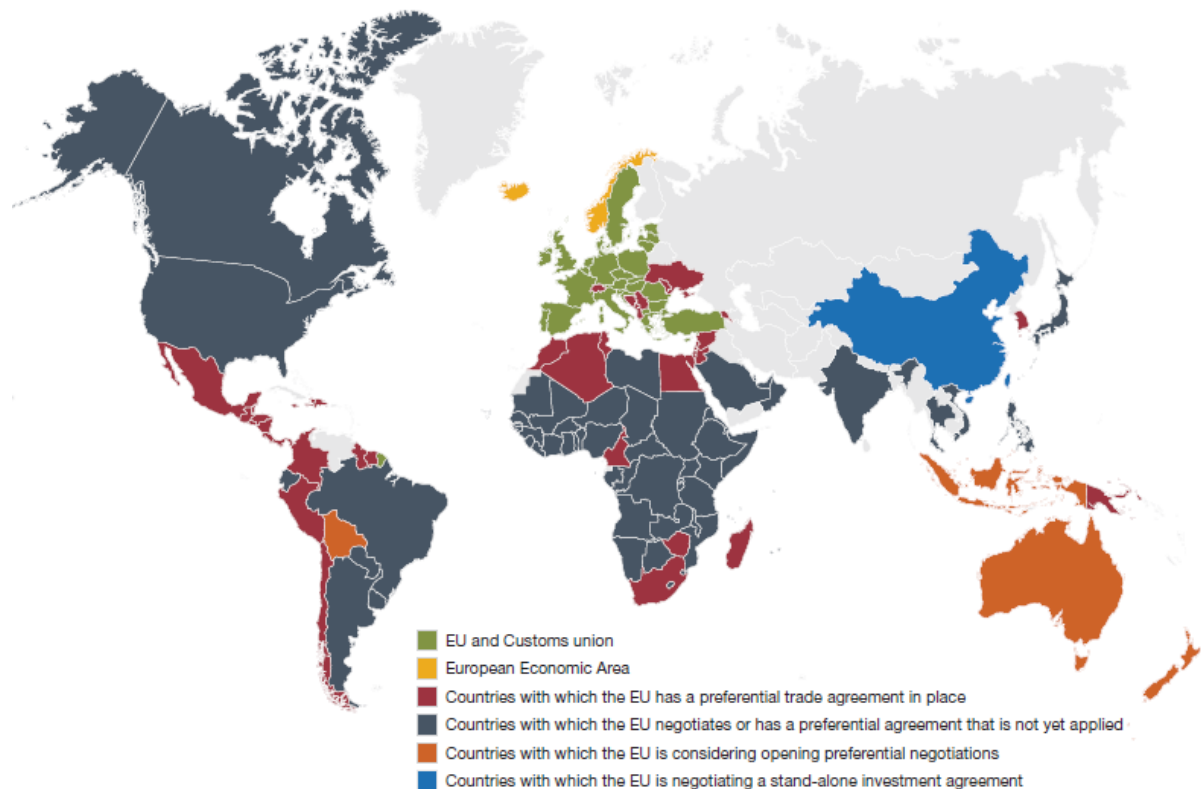 EU and Customs union
European Economic Area
Countries with which the EU has a preferential trade agreement in place
Countries with which the EU negotiates or has a preferential agreement that is not yet applied
Countries with which the EU is considering opening preferential negotiations
Countries with which the EU is negotiating a stand-alone investment agreement